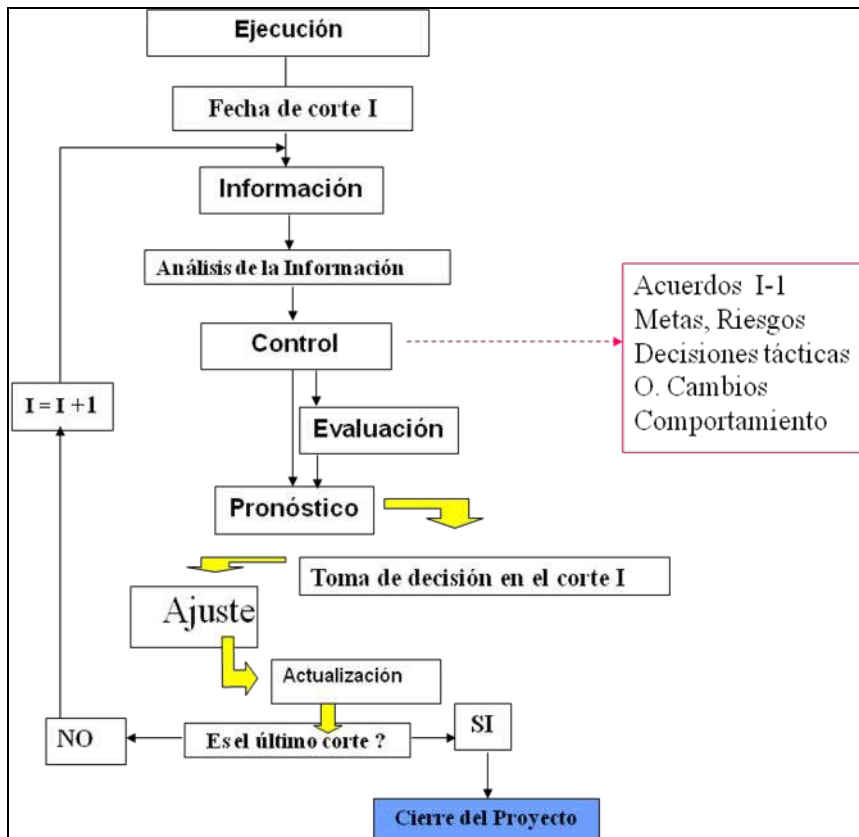 Ejecución
Fecha de corte I
Información
Análisis de la Información
Control
Acuerdos I-1
Metas, Riesgos
Decisiones tácticas
O. Cambios
Comportamiento
I = I +1
Evaluación
Pronóstico
Toma de decisión en el corte I
Ajuste
Actualización
NO
Es el último corte ?
SI
Cierre del Proyecto